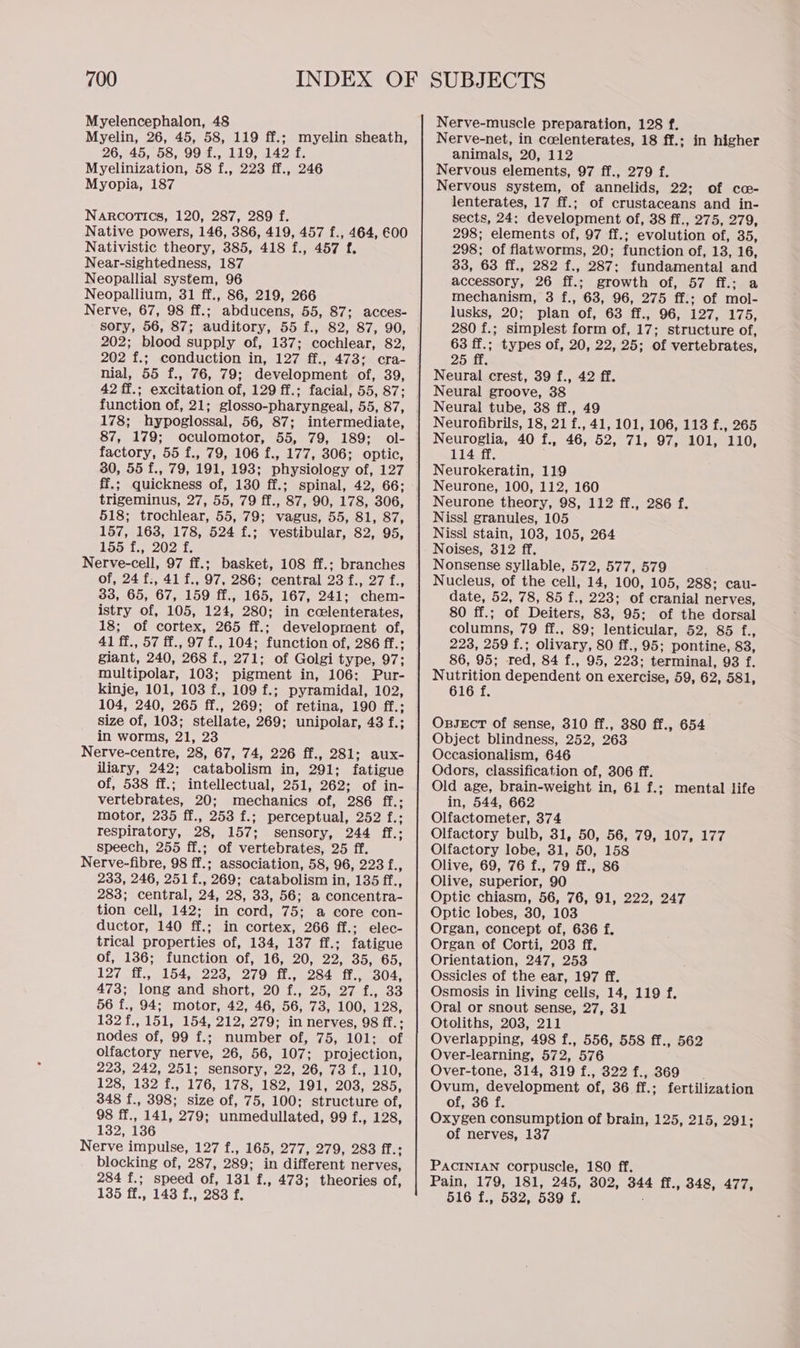 700 INDEX OF SUBJECTS
Myelencephalon, 48
Myelin, 26, 45, 58, 119 ff.; myelin sheath,
26, 45, 58, 99 f., 119, 142 f.
Myelinization, 58 f., 223 ff., 246
Myopia, 187
NARCOTICS, 120, 287, 289 f.
Native powers, 146, 386, 419, 457 f., 464, 600
Nativistic theory, 385, 418 f., 457 f.
Near-sightedness, 187
Neopallial system, 96
Neopallium, 31 ff., 86, 219, 266
Nerve, 67, 98 ff.; abducens, 55, 87; acces-
sory, 56, 87; auditory, 55 f., 82, 87, 90,
202; blood supply of, 137; cochlear, 82,
202 f.; conduction in, 127 ff., 473; cra-
nial, 55 f., 76, 79; development of, 39,
42 ff.; excitation of, 129 ff.; facial, 55, 87;
function of, 21; glosso-pharyngeal, 55, 87,
178; hypoglossal, 56, 87; intermediate,
87, 179; oculomotor, 55, 79, 189; ol-
factory, 55 f., 79, 106 f., 177, 306; optic,
30, 55 f., 79, 191, 193; physiology of, 127
ff.; quickness of, 130 ff.; spinal, 42, 66;
trigeminus, 27, 55, 79 ff., 87, 90, 178, 306,
518; trochlear, 55, 79; vagus, 55, 81, 87,
157, 163, 178, 524 f.; vestibular, 82, 95,
155 f., 202 f.
Nerve-cell, 97 ff.; basket, 108 ff.; branches
of, 24 f., 41 f., 97, 286; central 23 f., 27 f.,
33, 65, 67, 159 ff., 165, 167, 241; chem-
istry of, 105, 124, 280; in cœlenterates,
18; of cortex, 265 ff.; development of,
41 ff., 57 ff., 97 f., 104; function of, 286 ff.;
giant, 240, 268 f., 271; of Golgi type, 97;
multipolar, 103; pigment in, 106; Pur-
kinje, 101, 103 f., 109 f.; pyramidal, 102,
104, 240, 265 ff., 269; of retina, 190 ff.;
size of, 103; stellate, 269; unipolar, 43 f.;
in worms, 21, 23
Nerve-centre, 28, 67, 74, 226 ff., 281; aux-
iliary, 242; catabolism in, 291; fatigue
of, 538 ff.; intellectual, 251, 262; of in-
vertebrates, 20; mechanics of, 286 ff.;
motor, 235 ff., 253 f.; perceptual, 252 f.;
respiratory, 28, 157; sensory, 244 ff.;
speech, 255 ff.; of vertebrates, 25 ff.
Nerve-fibre, 98 ff.; association, 58, 96, 223 f.,
233, 246, 251 f., 269; catabolism in, 135 ff.,
283; central, 24, 28, 33, 56; a concentra-
tion cell, 142; in cord, 75; a core con-
ductor, 140 ff.; in cortex, 266 ff.; elec-
trical properties of, 134, 137 ff.; fatigue
of, 136; function of, 16, 20, 22, 35, 65,
127 ff., 154, 223, 279 ff., 284 ff., 304,
473; long and short, 20 f., 25, 27 f., 33
56 f., 94; motor, 42, 46, 56, 73, 100, 128,
132 f., 151, 154, 212, 279; in nerves, 98 ff.;
nodes of, 99 f.; number of, 75, 101; of
olfactory nerve, 26, 56, 107; projection,
223, 242, 251; sensory, 22, 26, 73 f., 110,
128, 132 f., 176, 178, 182, 191, 203, 285,
348 f., 398; size of, 75, 100; structure of,
98 ff., 141, 279; unmedullated, 99 f., 128,
132, 136
Nerve impulse, 127 f., 165, 277, 279, 283 ff.;
blocking of, 287, 289; in different nerves,
284 f.; speed of, 131 f., 473; theories of,
135 ff., 143 f., 283 f.
Nerve-muscle preparation, 128 f.
Nerve-net, in cœlenterates, 18 ff.; in higher
animals, 20, 112
Nervous elements, 97 ff., 279 f.
Nervous system, of annelids, 22; of cœ-
lenterates, 17 ff.; of crustaceans and in-
sects, 24; development of, 38 ff., 275, 279,
298; elements of, 97 ff.; evolution of, 35,
298; of flatworms, 20; function of, 13, 16,
33, 63 ff., 282 f., 287; fundamental and
accessory, 26 ff.; growth of, 57 ff.; a
mechanism, 3 f., 63, 96, 275 ff.; of mol-
lusks, 20; plan of, 63 ff., 96, 127, 175,
280 f.; simplest form of, 17; structure of,
63 ff.; types of, 20, 22, 25; of vertebrates,
25 ff.
Neural crest, 39 f., 42 ff.
Neural groove, 38
Neural tube, 38 ff., 49
Neurofibrils, 18, 21 f., 41, 101, 106, 113 f., 265
Neuroglia, 40 f., 46, 52, 71, 97, 101, 110,
114 ff.
Neurokeratin, 119
Neurone, 100, 112, 160
Neurone theory, 98, 112 ff., 286 f.
Nissl granules, 105
Nissl stain, 103, 105, 264
Noises, 312 ff.
Nonsense syllable, 572, 577, 579
Nucleus, of the cell, 14, 100, 105, 288; cau-
date, 52, 78, 85 f., 223; of cranial nerves,
80 ff.; of Deiters, 83, 95; of the dorsal
columns, 79 ff., 89; lenticular, 52, 85 f.,
223, 259 f.; olivary, 80 ff., 95; pontine, 83,
86, 95; red, 84 f., 95, 223; terminal, 93 f.
Nutrition dependent on exercise, 59, 62, 581,
616 f.
OBJECT of sense, 310 ff., 380 ff., 654
Object blindness, 252, 263
Occasionalism, 646
Odors, classification of, 306 ff.
Old age, brain-weight in, 61 f.; mental life
in, 544, 662
Olfactometer, 374
Olfactory bulb, 31, 50, 56, 79, 107, 177
Olfactory lobe, 31, 50, 158
Olive, 69, 76 f., 79 ff., 86
Olive, superior, 90
Optic chiasm, 56, 76, 91, 222, 247
Optic lobes, 30, 103
Organ, concept of, 636 f.
Organ of Corti, 203 ff.
Orientation, 247, 253
Ossicles of the ear, 197 ff.
Osmosis in living cells, 14, 119 f.
Oral or snout sense, 27, 31
Otoliths, 203, 211
Overlapping, 498 f., 556, 558 ff., 562
Over-learning, 572, 576
Over-tone, 314, 319 f., 322 f., 369
Ovum, development of, 36 ff.; fertilization
of, 36 f.
Oxygen consumption of brain, 125, 215, 291;
of nerves, 137
PACINIAN corpuscle, 180 ff.
Pain, 179, 181, 245, 302, 344 ff., 348, 477,
516 f., 532, 539 f.